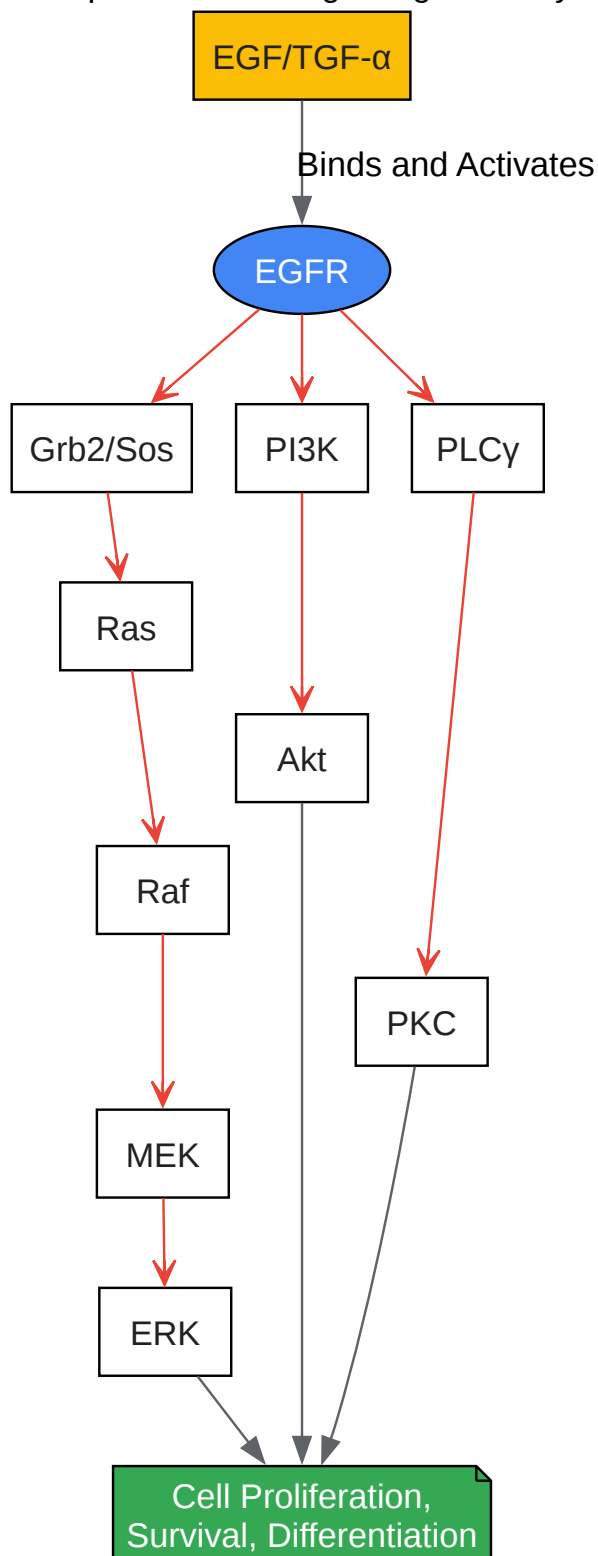 EGF/TGF-α
Binds and Activates
EGFR
Grb2/Sos
PI3K
PLCγ
Ras
Akt
Raf
PKC
MEK
ERK
Cell Proliferation,
Survival, Differentiation